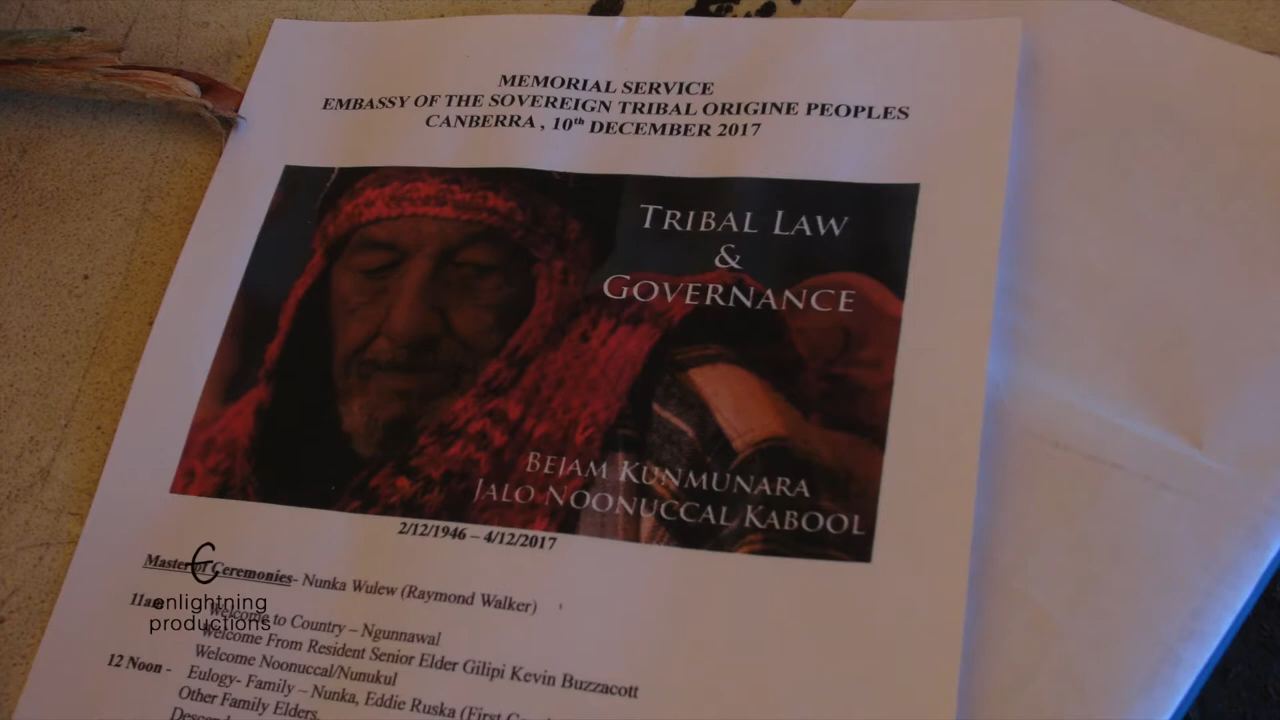 MEMORIAL SERVICE
EMBASSY OF THE SOVEREIGN TRIBAL ORIGINE PEOPLES
CANBERRA , 10th DECEMBER 2017
TRIBAL LAW
&
GOVERNANCE
BEJAM KUNMUNARA
JALO NOONUCCAL KABOOL
2/12/1946 – 4/12/2017
Master of Ceremonies- Nunka Wulew (Raymond Walker)
11am Welcome to Country – Ngunnawal
Welcome From Resident Senior Elder Gilipi Kevin Buzzacott
Welcome Noonuccal/Nunukul
12 Noon - Eulogy- Family – Nunka, Eddie Ruska (First
Other Family Elders,
enlightning
productions